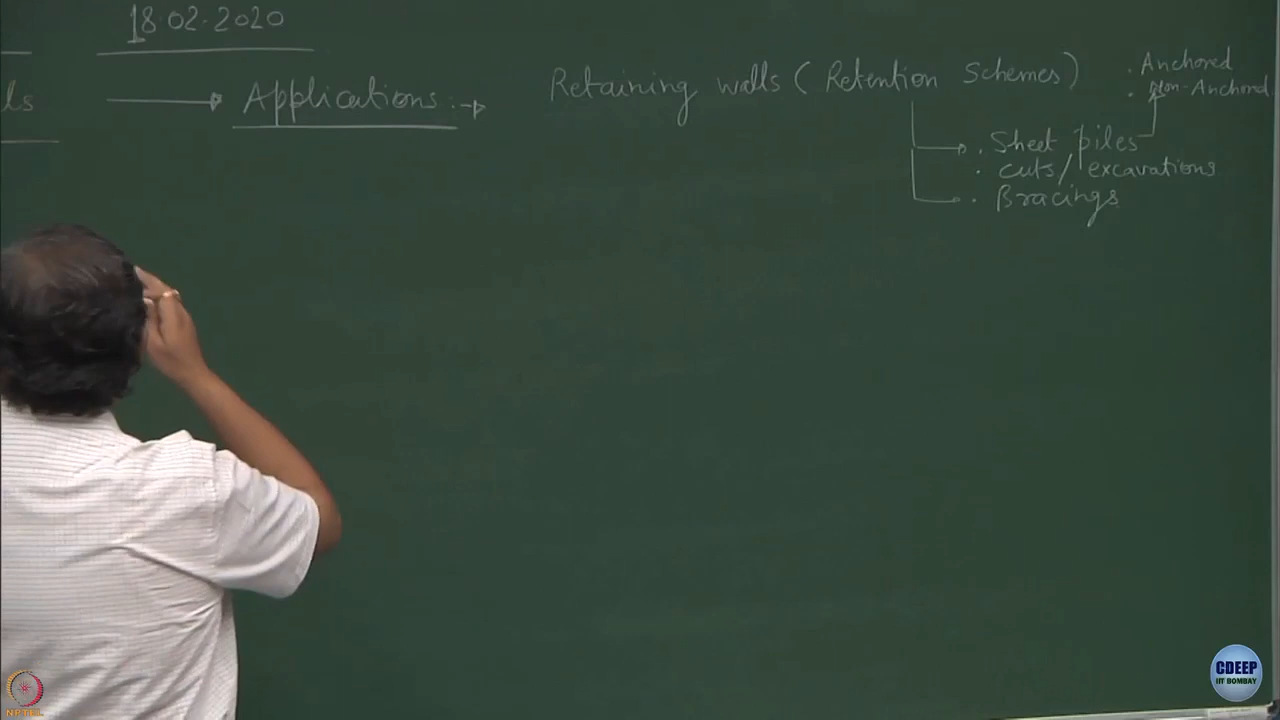 18.02.2020
ls → Applications :→ Retaining walls ( Retention Schemes )
. Anchored
. Non-Anchored
. Sheet piles
. cuts / excavations
. Bracings
NPTEL
CDEEP
IIT BOMBAY